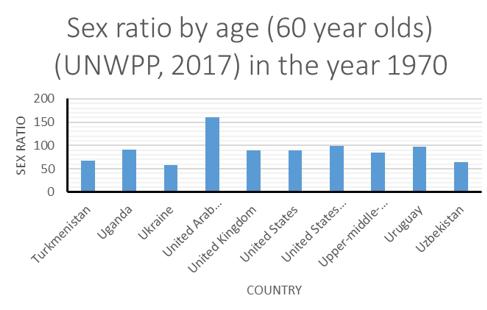 Sex ratio by age (60 year olds)
(UNWPP, 2017) in the year 1970
200
150
100
50
0
SEX RATIO
Turkmenistan
Uganda
Ukraine
United Arab...
United Kingdom
United States
United States...
Upper-middle-...
Uruguay
Uzbekistan
COUNTRY